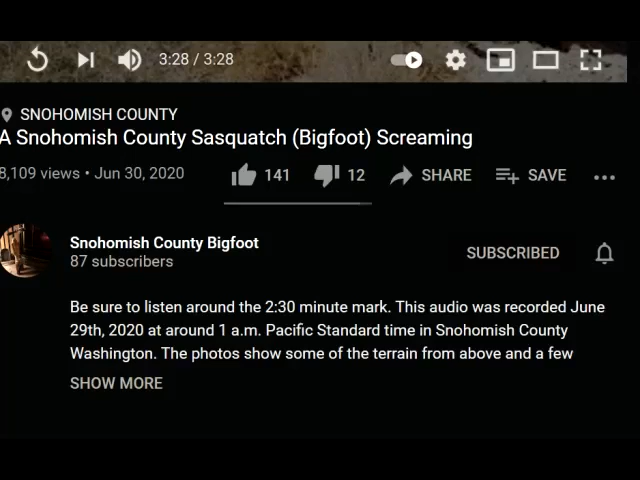 3:28 / 3:28
SNOHOMISH COUNTY
A Snohomish County Sasquatch (Bigfoot) Screaming
8,109 views • Jun 30, 2020 141 12 SHARE SAVE
Snohomish County Bigfoot
87 subscribers
SUBSCRIBED
Be sure to listen around the 2:30 minute mark. This audio was recorded June
29th, 2020 at around 1 a.m. Pacific Standard time in Snohomish County
Washington. The photos show some of the terrain from above and a few
SHOW MORE